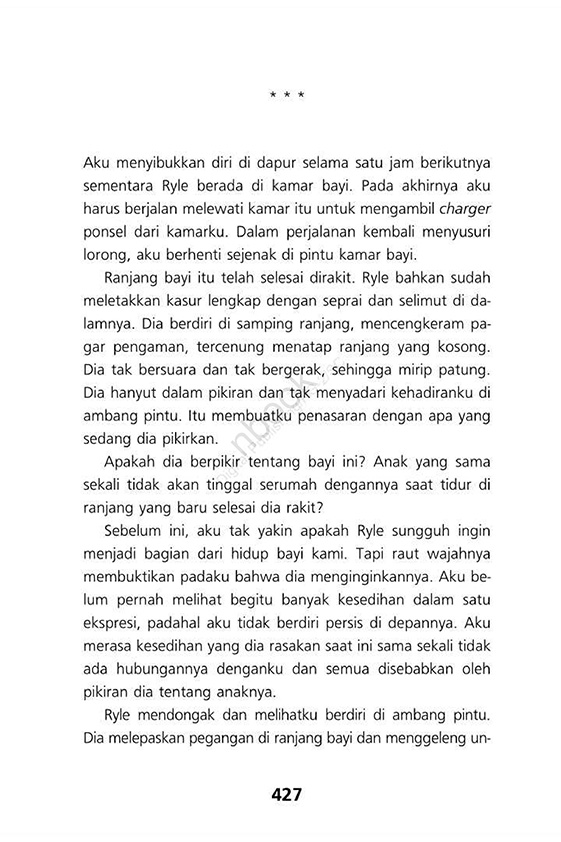 * * *
Aku menyibukkan diri di dapur selama satu jam berikutnya
sementara Ryle berada di kamar bayi. Pada akhirnya aku
harus berjalan melewati kamar itu untuk mengambil charger
ponsel dari kamarku. Dalam perjalanan kembali menyusuri
lorong, aku berhenti sejenak di pintu kamar bayi.
Ranjang bayi itu telah selesai dirakit. Ryle bahkan sudah
meletakkan kasur lengkap dengan seprai dan selimut di da-
lamnya. Dia berdiri di samping ranjang, mencengkeram pa-
gar pengaman, tercenung menatap ranjang yang kosong.
Dia tak bersuara dan tak bergerak, sehingga mirip patung.
Dia hanyut dalam pikiran dan tak menyadari kehadiranku di
ambang pintu. Itu membuatku penasaran dengan apa yang
sedang dia pikirkan.
Apakah dia berpikir tentang bayi ini? Anak yang sama
sekali tidak akan tinggal serumah dengannya saat tidur di
ranjang yang baru selesai dia rakit?
Sebelum ini, aku tak yakin apakah Ryle sungguh ingin
menjadi bagian dari hidup bayi kami. Tapi raut wajahnya
membuktikan padaku bahwa dia menginginkannya. Aku be-
lum pernah melihat begitu banyak kesedihan dalam satu
ekspresi, padahal aku tidak berdiri persis di depannya. Aku
merasa kesedihan yang dia rasakan saat ini sama sekali tidak
ada hubungannya denganku dan semua disebabkan oleh
pikiran dia tentang anaknya.
Ryle mendongak dan melihatku berdiri di ambang pintu.
Dia melepaskan pegangan di ranjang bayi dan menggeleng un-
427